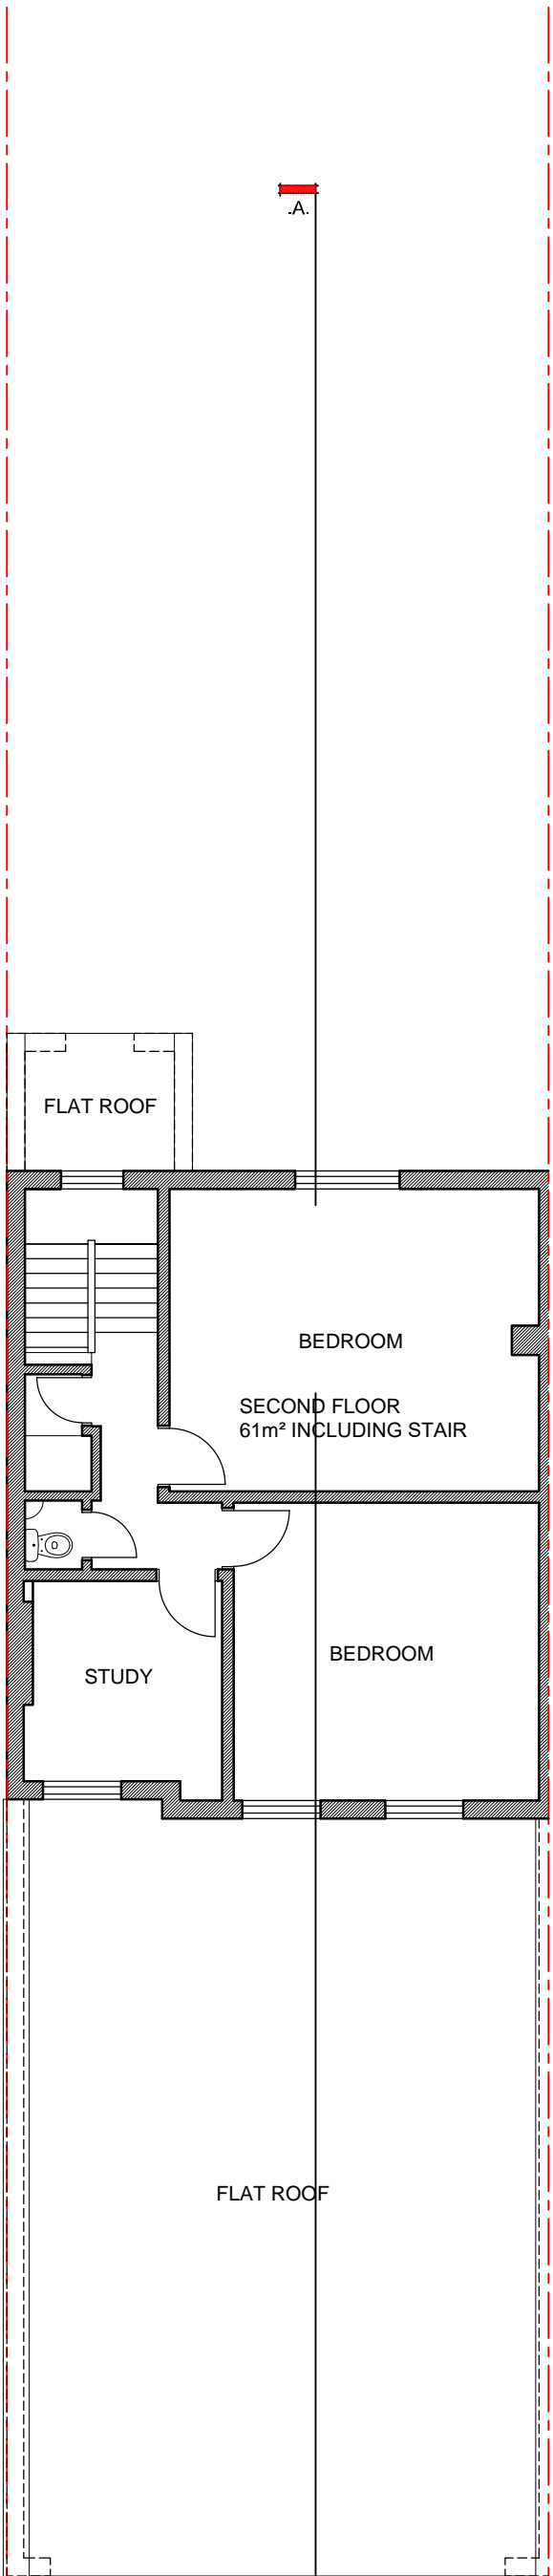 .A.
FLAT ROOF
BEDROOM
SECOND FLOOR
61m² INCLUDING STAIR
BEDROOM
STUDY
FLAT ROOF